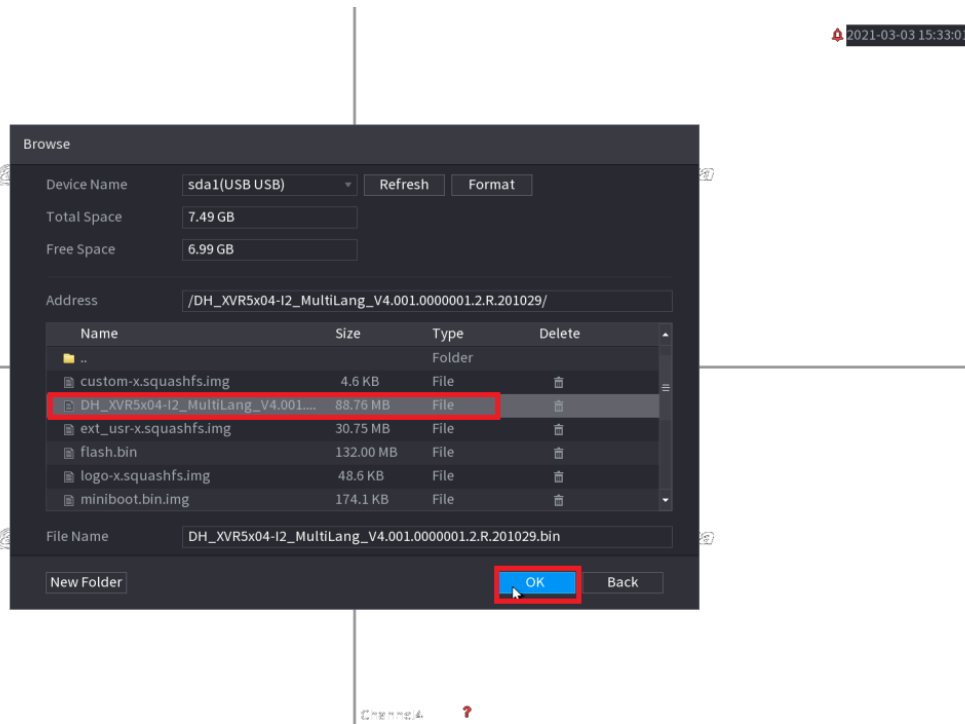 2021-03-03 15:33:01
Browse
Device Name sda1(USB USB) Refresh Format
Total Space 7.49 GB
Free Space 6.99 GB
Address /DH_XVR5x04-I2_MultiLang_V4.001.0000001.2.R.201029/
Name Size Type Delete
.. Folder
custom-x.squashfs.img 4.6 KB File
DH_XVR5x04-I2_MultiLang_V4.001.... 88.76 MB File
ext_usr-x.squashfs.img 30.75 MB File
flash.bin 132.00 MB File
logo-x.squashfs.img 48.6 KB File
miniboot.bin.img 174.1 KB File
File Name DH_XVR5x04-I2_MultiLang_V4.001.0000001.2.R.201029.bin
New Folder OK Back
Channel4 ?